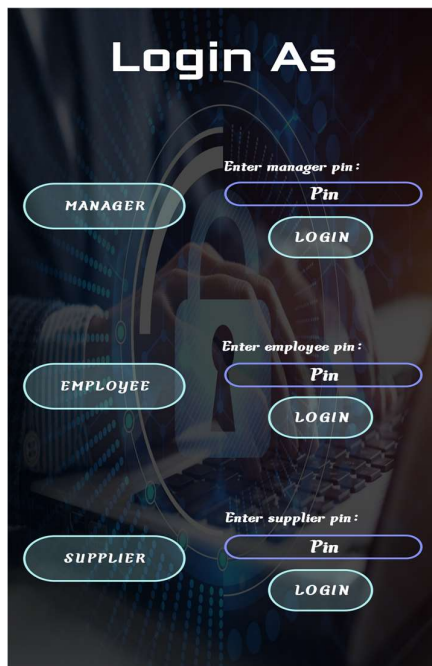 Login As
Enter manager pin:
MANAGER
Pin
LOGIN
Enter employee pin:
EMPLOYEE
Pin
LOGIN
Enter supplier pin:
SUPPLIER
Pin
LOGIN